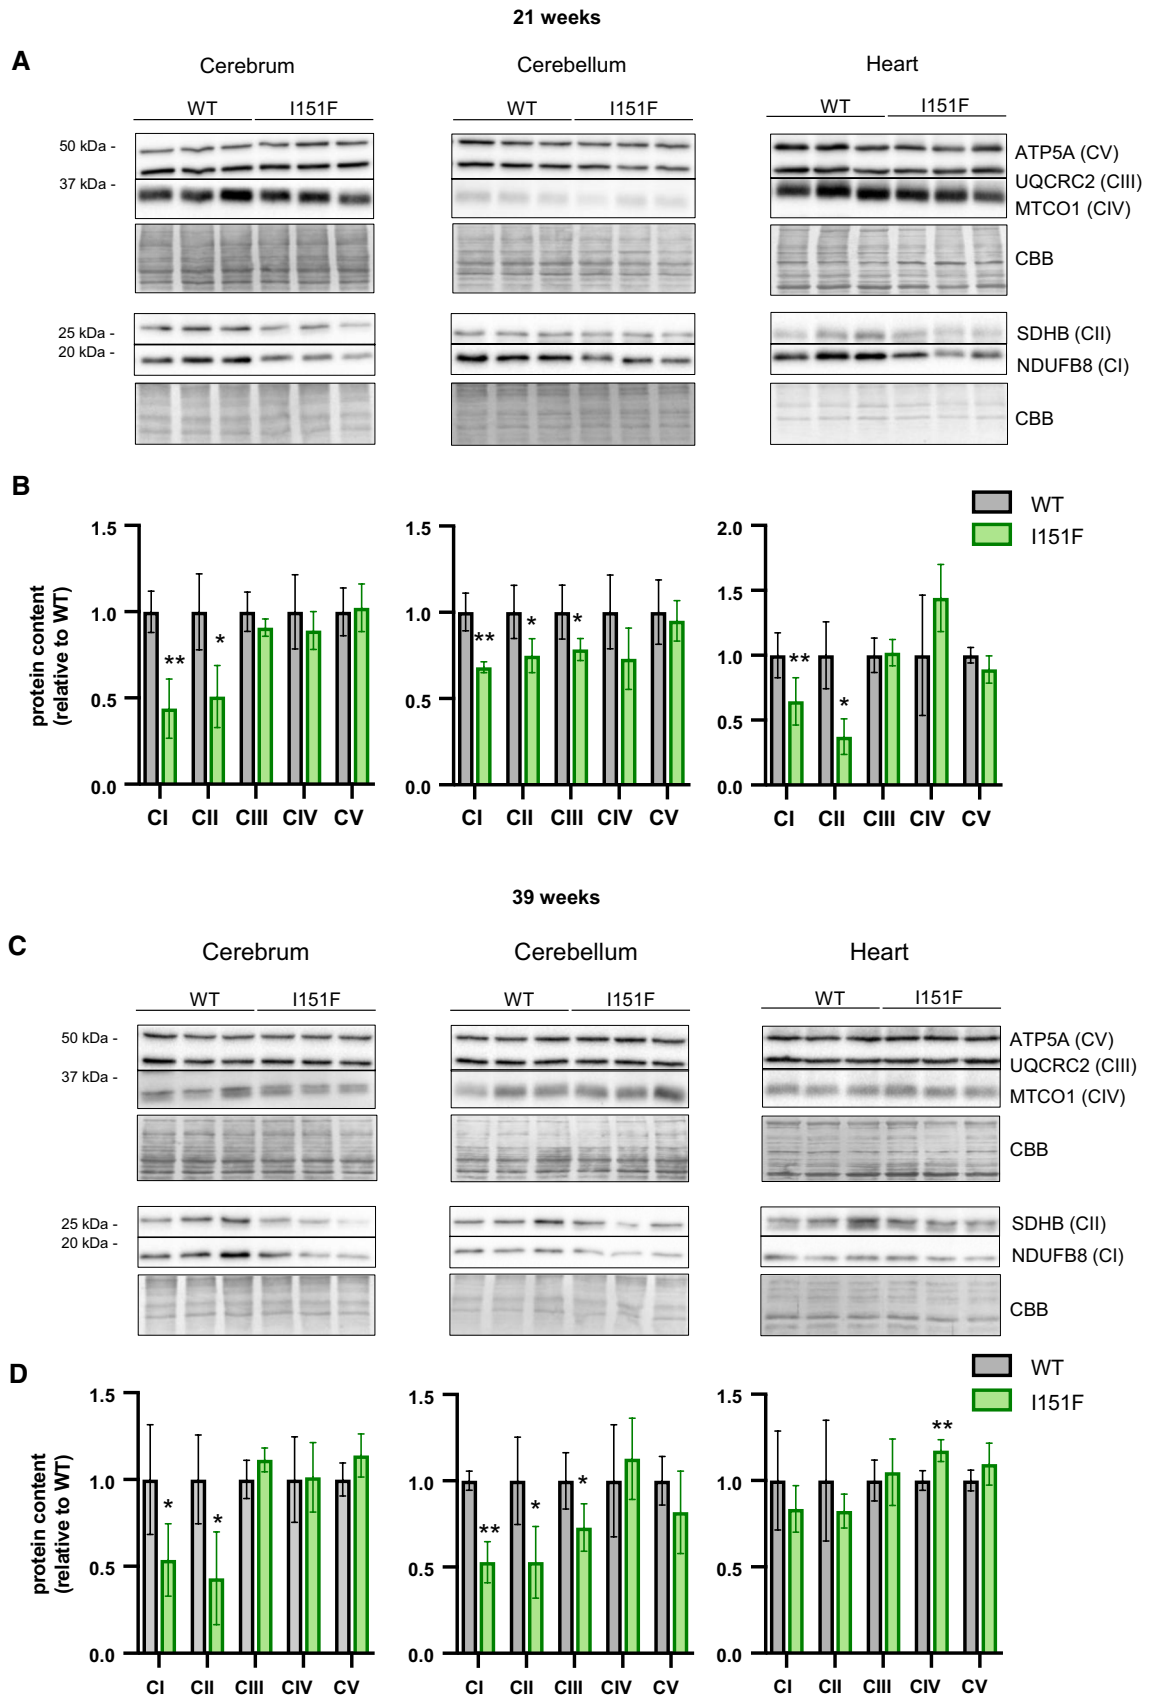 21 weeks
A
Cerebrum
Cerebellum
Heart
WT I151F
WT I151F
WT I151F
50 kDa -
37 kDa -
ATP5A (CV)
UQCRC2 (CIII)
MTCO1 (CIV)
CBB
25 kDa -
20 kDa -
SDHB (CII)
NDUFB8 (CI)
CBB
B
WT
I151F
protein content
(relative to WT)
1.5
1.0
0.5
0.0
** *
CI CII CIII CIV CV
1.5
1.0
0.5
0.0
** * *
CI CII CIII CIV CV
2.0
1.5
1.0
0.5
0.0
** *
CI CII CIII CIV CV
39 weeks
C
Cerebrum
Cerebellum
Heart
WT I151F
WT I151F
WT I151F
50 kDa -
37 kDa -
ATP5A (CV)
UQCRC2 (CIII)
MTCO1 (CIV)
CBB
25 kDa -
20 kDa -
SDHB (CII)
NDUFB8 (CI)
CBB
D
WT
I151F
protein content
(relative to WT)
1.5
1.0
0.5
0.0
* *
CI CII CIII CIV CV
1.5
1.0
0.5
0.0
** * *
CI CII CIII CIV CV
1.5
1.0
0.5
0.0
**
CI CII CIII CIV CV